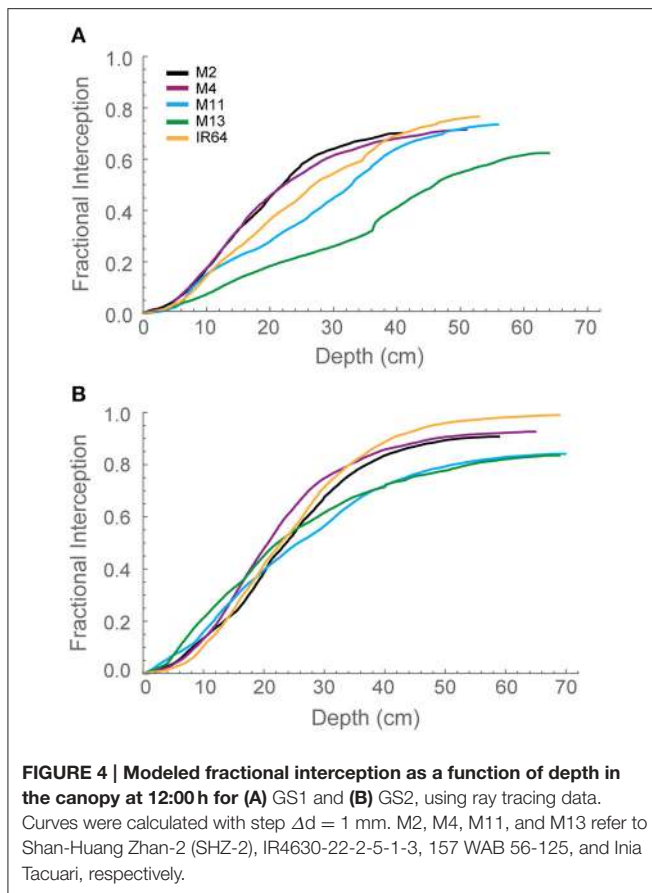 A
1.0
0.8
0.6
0.4
0.2
0.0
Fractional Interception
M2
M4
M11
M13
IR64
0 10 20 30 40 50 60 70
Depth (cm)
B
1.0
0.8
0.6
0.4
0.2
0.0
Fractional Interception
0 10 20 30 40 50 60 70
Depth (cm)
FIGURE 4 | Modeled fractional interception as a function of depth in
the canopy at 12:00 h for (A) GS1 and (B) GS2, using ray tracing data.
Curves were calculated with step Δd = 1 mm. M2, M4, M11, and M13 refer to
Shan-Huang Zhan-2 (SHZ-2), IR4630-22-2-5-1-3, 157 WAB 56-125, and Inia
Tacuari, respectively.